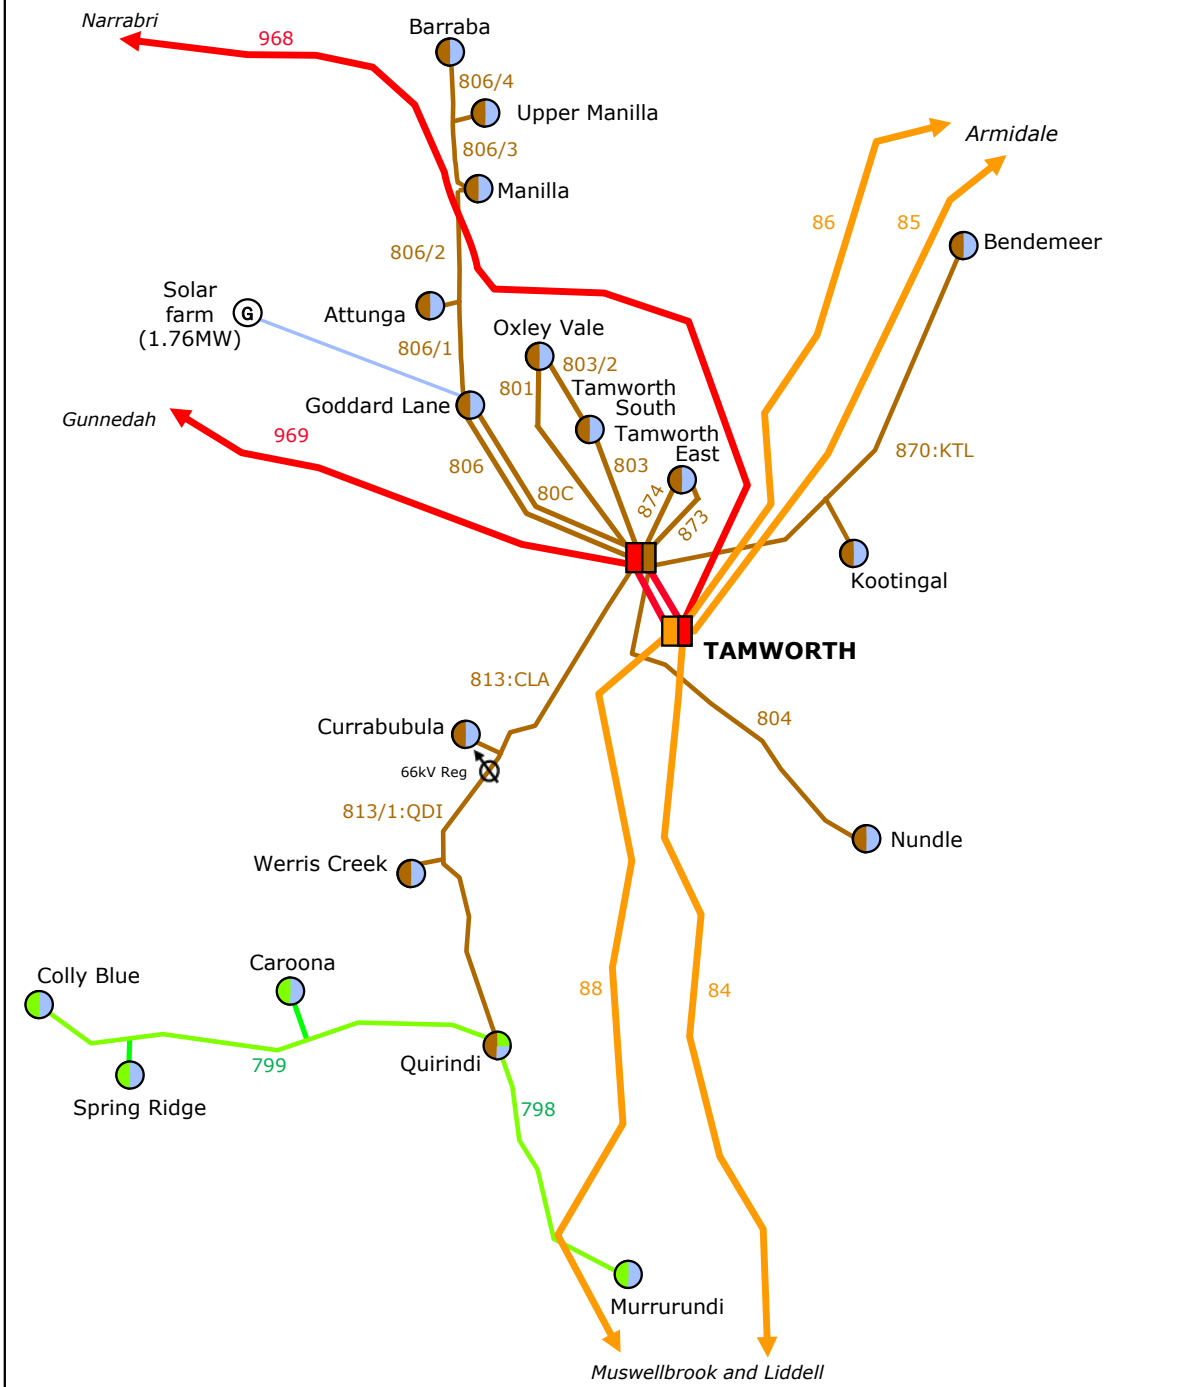 Narrabri
968
Barraba
806/4
Upper Manilla
806/3
Manilla
Armidale
86
85
Bendemeer
806/2
Solar
farm
(1.76MW)
G
Attunga
806/1
Oxley Vale
803/2
801
Tamworth
South
Goddard Lane
Gunnedah
969
Tamworth
East
803
806
80C
874
873
870:KTL
Kootingal
TAMWORTH
813:CLA
804
Currabubula
66kV Reg
813/1:QDI
Werris Creek
Nundle
Colly Blue
Caroona
88
84
Quirindi
799
Spring Ridge
798
Murrurundi
Muswellbrook and Liddell